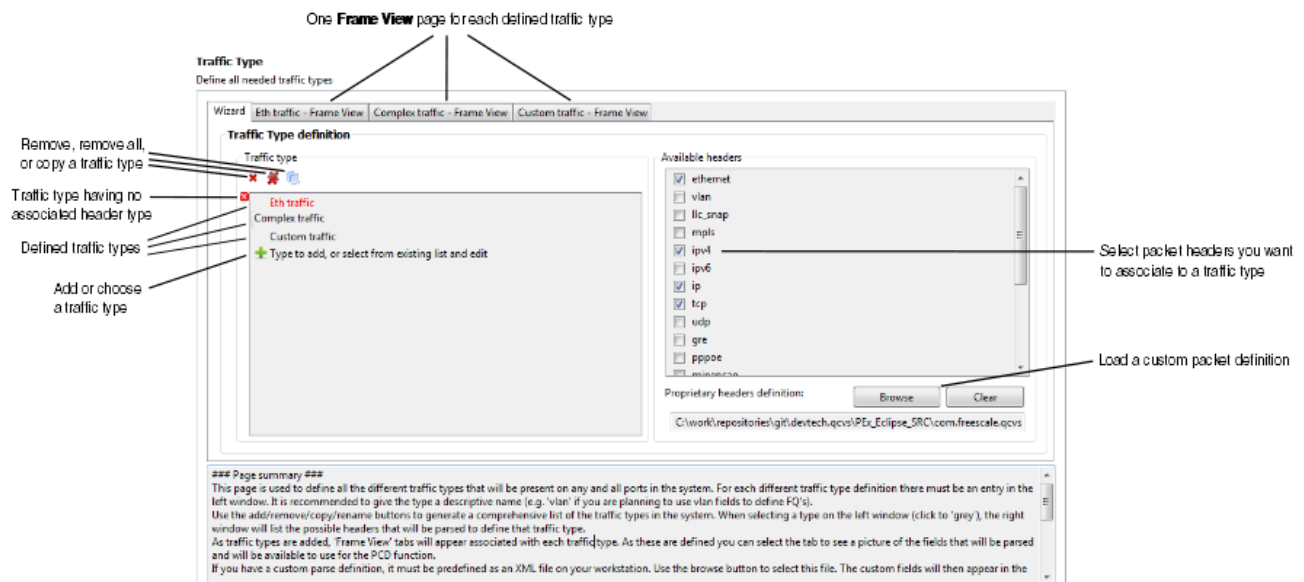 One Frame View page for each defined traffic type
Traffic Type
Define all needed traffic types
Wizard Eth traffic - Frame View Complex traffic - Frame View Custom traffic - Frame View
Traffic Type definition
Remove, remove all,
or copy a traffic type
Traffic type
Traffic type having no
associated header type
Eth traffic
Complex traffic
Defined traffic types
Custom traffic
Type to add, or select from existing list and edit
Add or choose
a traffic type
Available headers
ethernet
vlan
llc_snap
mpls
ipv4
ipv6
ip
tcp
udp
gre
pppoe
minencap
Select packet headers you want
to associate to a traffic type
Load a custom packet definition
Proprietary headers definition: Browse Clear
C:\work\repositories\git\devtech.qcvs\PEx_Eclipse_SRC\com.freescale.qcvs
### Page summary ###
This page is used to define all the different traffic types that will be present on any and all ports in the system. For each different traffic type definition there must be an entry in the
left window. It is recommended to give the type a descriptive name (e.g. 'vlan' if you are planning to use vlan fields to define FQ's).
Use the add/remove/copy/rename buttons to generate a comprehensive list of the traffic types in the system. When selecting a type on the left window (click to 'grey'), the right
window will list the possible headers that will be parsed to define that traffic type.
As traffic types are added, 'Frame View' tabs will appear associated with each traffic type. As these are defined you can select the tab to see a picture of the fields that will be parsed
and will be available to use for the PCD function.
If you have a custom parse definition, it must be predefined as an XML file on your workstation. Use the browse button to select this file. The custom fields will then appear in the